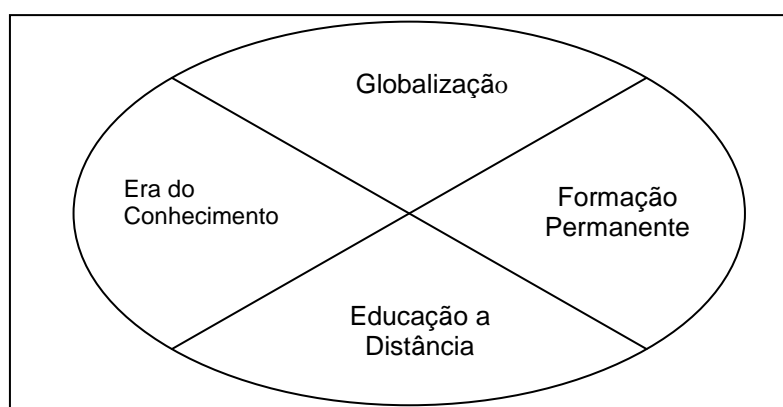 Globalização
Era do
Conhecimento
Formação
Permanente
Educação a
Distância